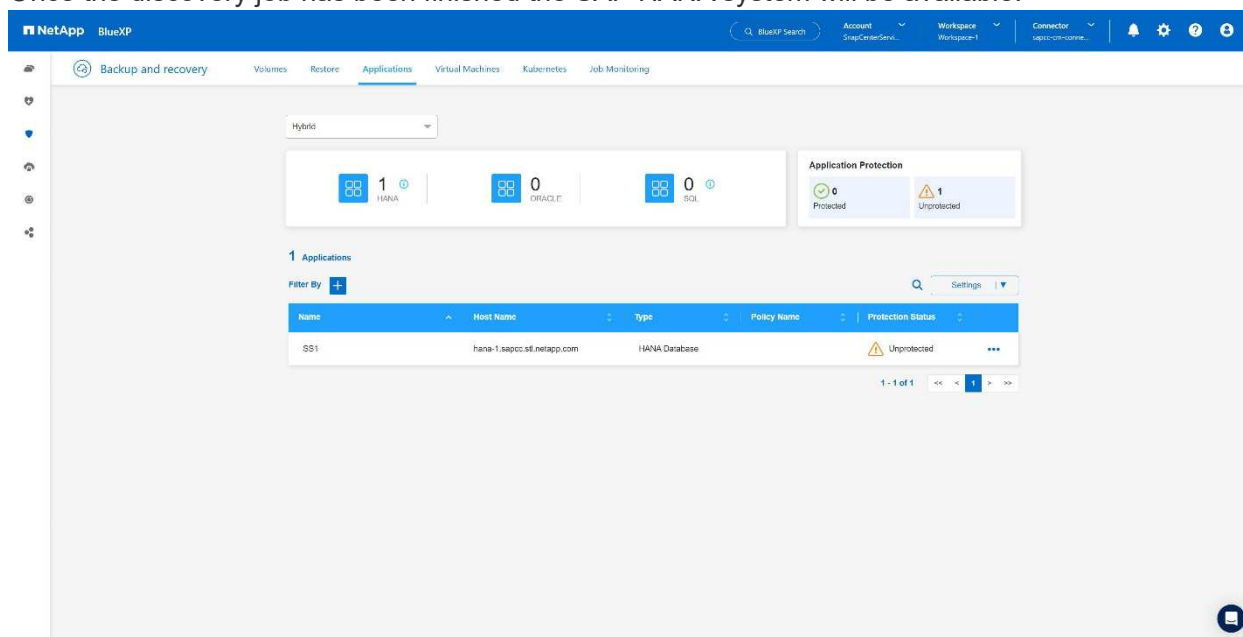 Once the discovery job has been finished the SAP HANA system will be available.
NetApp BlueXP
BlueXP Search
Account
SnapCenterServi...
Workspace
Workspace-1
Connector
sapcc-cm-conne...
Backup and recovery
Volumes Restore Applications Virtual Machines Kubernetes Job Monitoring
Hybrid
1
HANA
0
ORACLE
0
SQL
Application Protection
0
Protected
1
Unprotected
1 Applications
Filter By +
Settings
Name Host Name Type Policy Name Protection Status
SS1 hana-1.sapcc.stl.netapp.com HANA Database Unprotected ...
1 - 1 of 1 << < 1 > >>